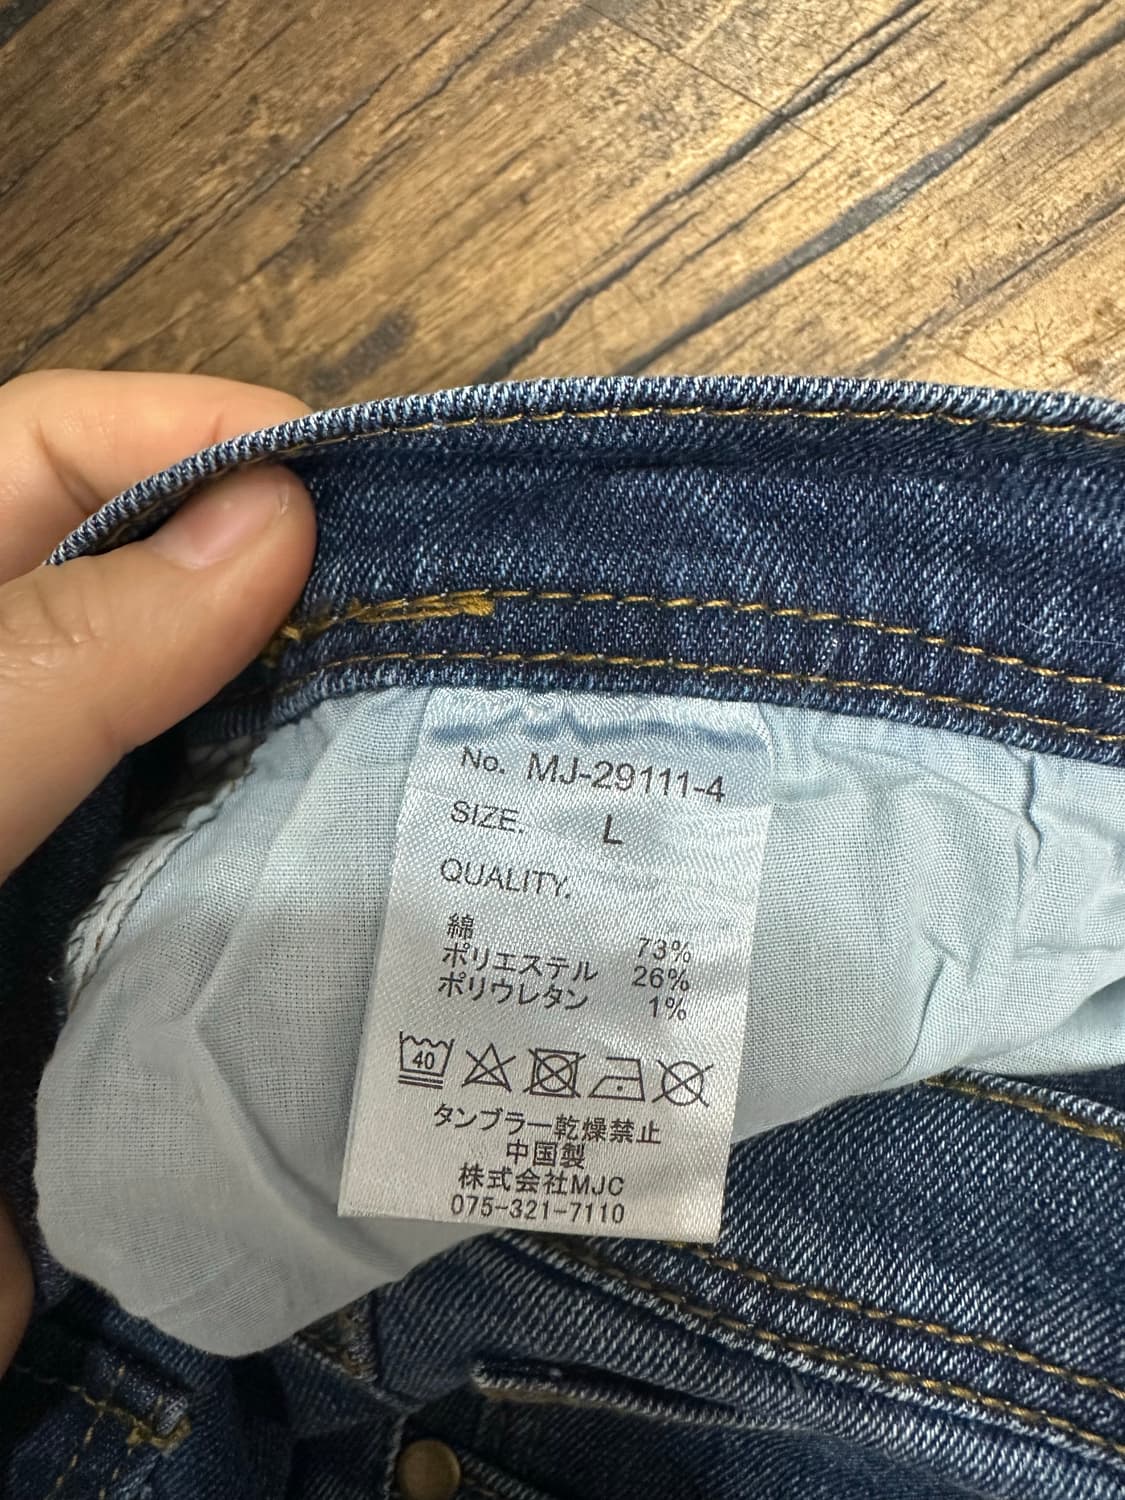 No. MJ-29111-4
SIZE. L
QUALITY.
綿 73%
ポリエステル 26%
ポリウレタン 1%
40
タンブラー乾燥禁止
中国製
株式会社MJC
075-321-7110